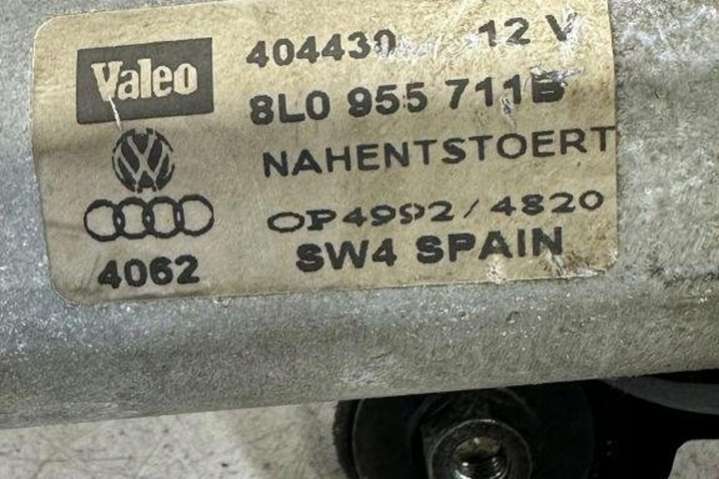 Valeo
404430 12 V
8L0 955 711B
NAHENTSTOERT
OP4992/4820
SW4 SPAIN
4062